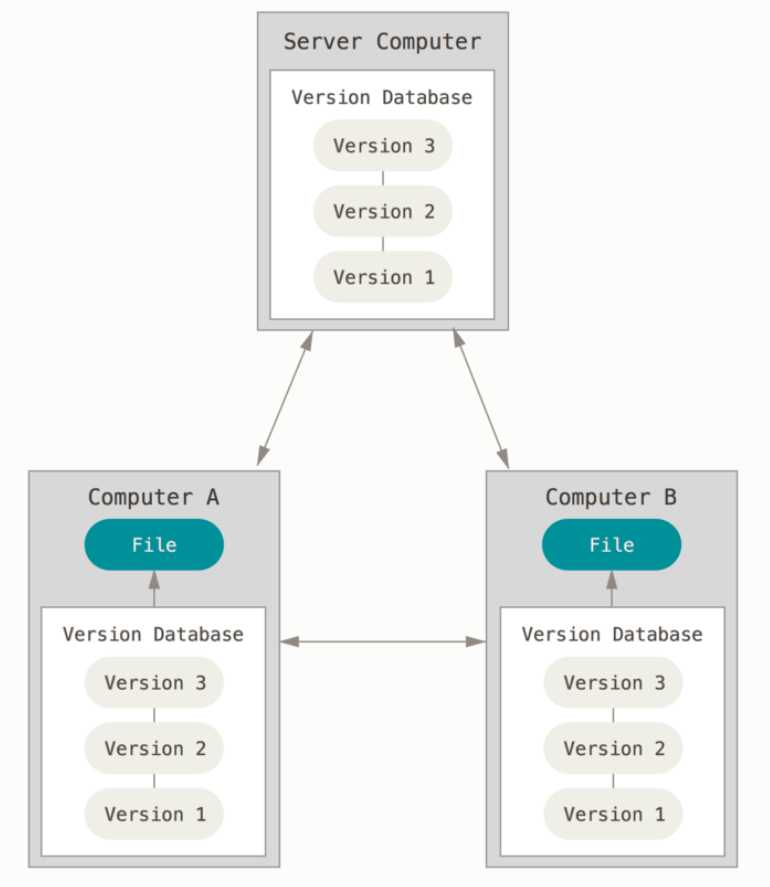 Server Computer
Version Database
Version 3
Version 2
Version 1
Computer A
File
Version Database
Version 3
Version 2
Version 1
Computer B
File
Version Database
Version 3
Version 2
Version 1